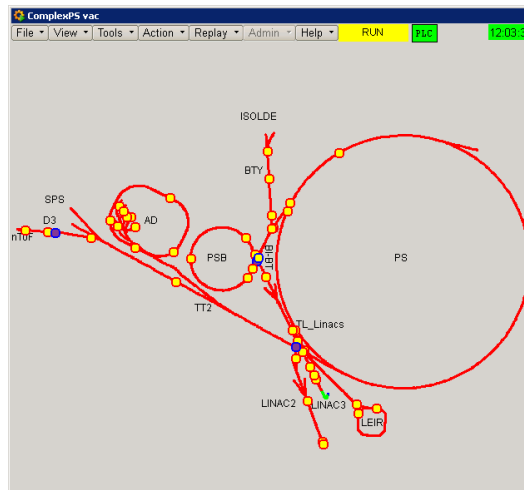 ComplexPS vac
File View Tools Action Replay Admin Help RUN PLC 12:03:3
ISOLDE
BTY
SPS
D3
AD
nToF
PSB
BI-BT
PS
TT2
TL_Linacs
LINAC2
LINAC3
LEIR